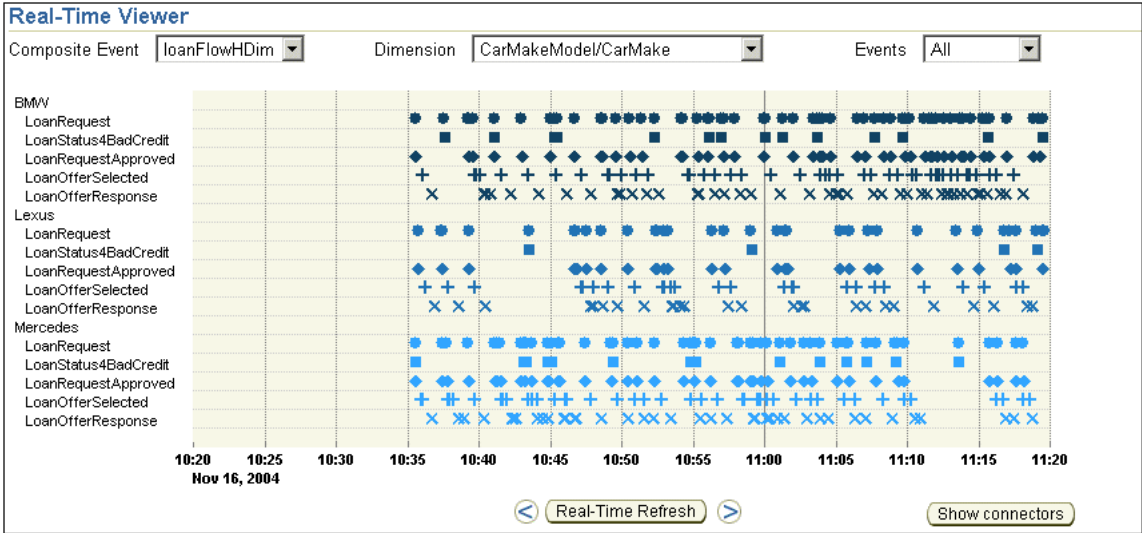 Real-Time Viewer
Composite Event loanFlowHDim Dimension CarMakeModel/CarMake Events All
BMW
LoanRequest
LoanStatus4BadCredit
LoanRequestApproved
LoanOfferSelected
LoanOfferResponse
Lexus
LoanRequest
LoanStatus4BadCredit
LoanRequestApproved
LoanOfferSelected
LoanOfferResponse
Mercedes
LoanRequest
LoanStatus4BadCredit
LoanRequestApproved
LoanOfferSelected
LoanOfferResponse
10:20 10:25 10:30 10:35 10:40 10:45 10:50 10:55 11:00 11:05 11:10 11:15 11:20
Nov 16, 2004
< Real-Time Refresh > Show connectors